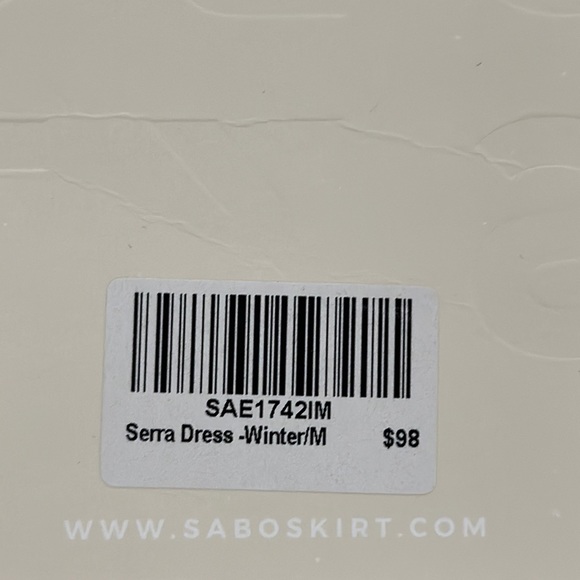 SAE1742IM
Serra Dress -Winter/M $98
WWW.SABOSKIRT.COM